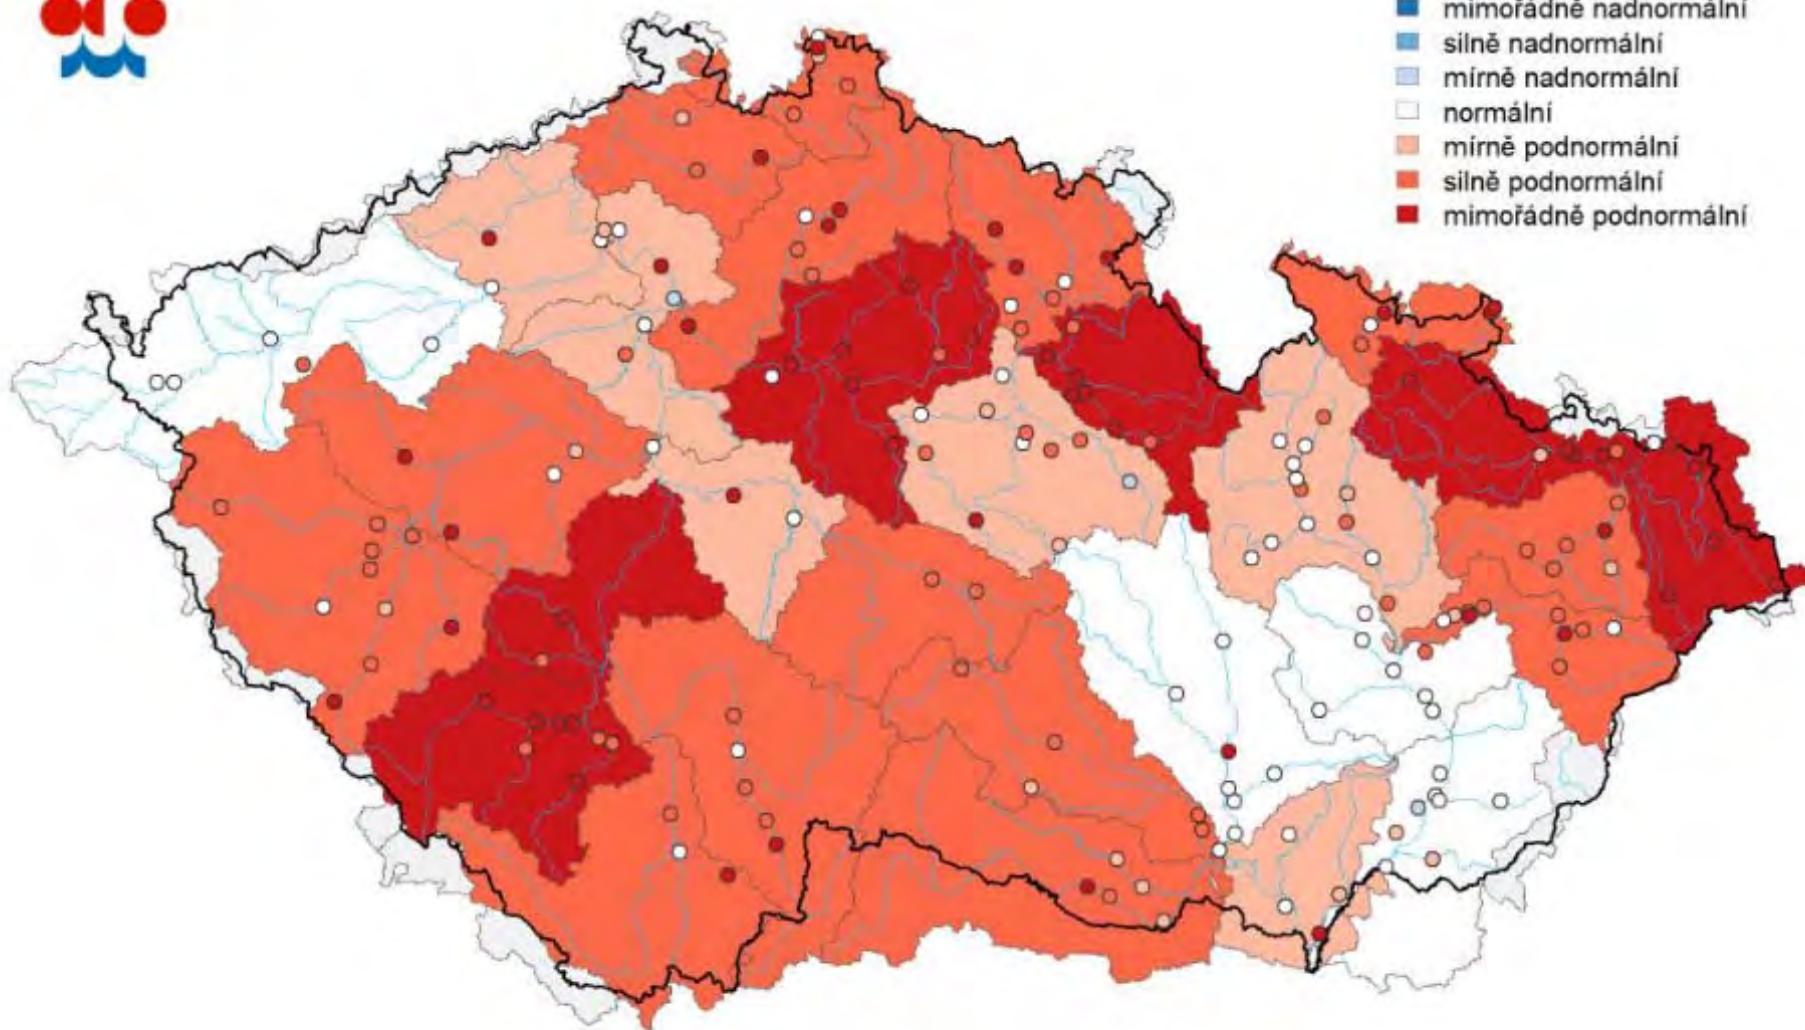 mimořádně nadnormální
silně nadnormální
mírně nadnormální
normální
mírně podnormální
silně podnormální
mimořádně podnormální